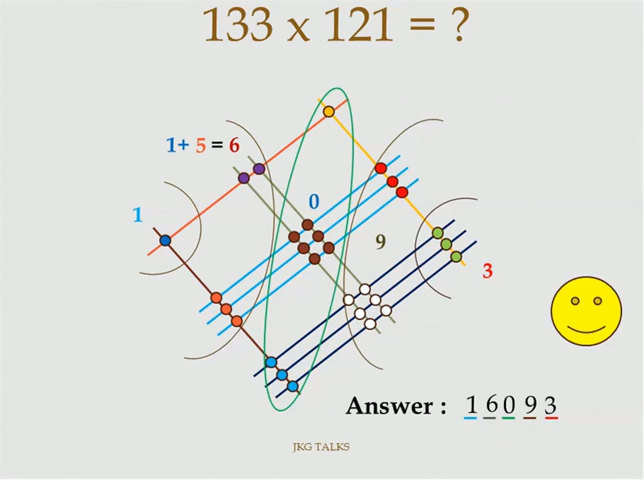 133 x 121 = ?
1+ 5 = 6
0
1
9
3
Answer : 1 6 0 9 3
JKG TALKS